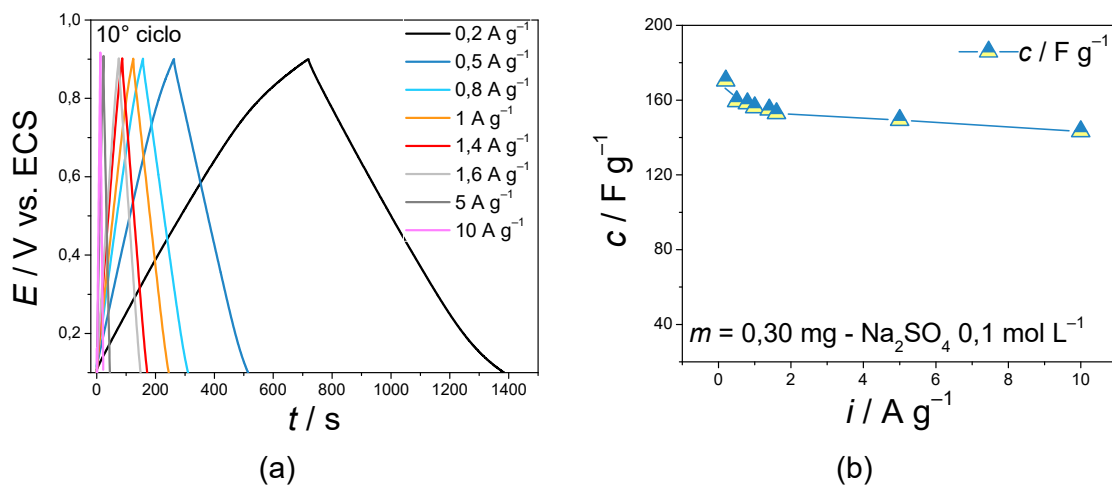 10° ciclo
0,2 A g⁻¹
0,5 A g⁻¹
0,8 A g⁻¹
1 A g⁻¹
1,4 A g⁻¹
1,6 A g⁻¹
5 A g⁻¹
10 A g⁻¹
1,0
0,8
0,6
0,4
0,2
E / V vs. ECS
0 200 400 600 800 1000 1200 1400
t / s
(a)
200
160
120
80
40
c / F g⁻¹
c / F g⁻¹
m = 0,30 mg - Na₂SO₄ 0,1 mol L⁻¹
0 2 4 6 8 10
i / A g⁻¹
(b)